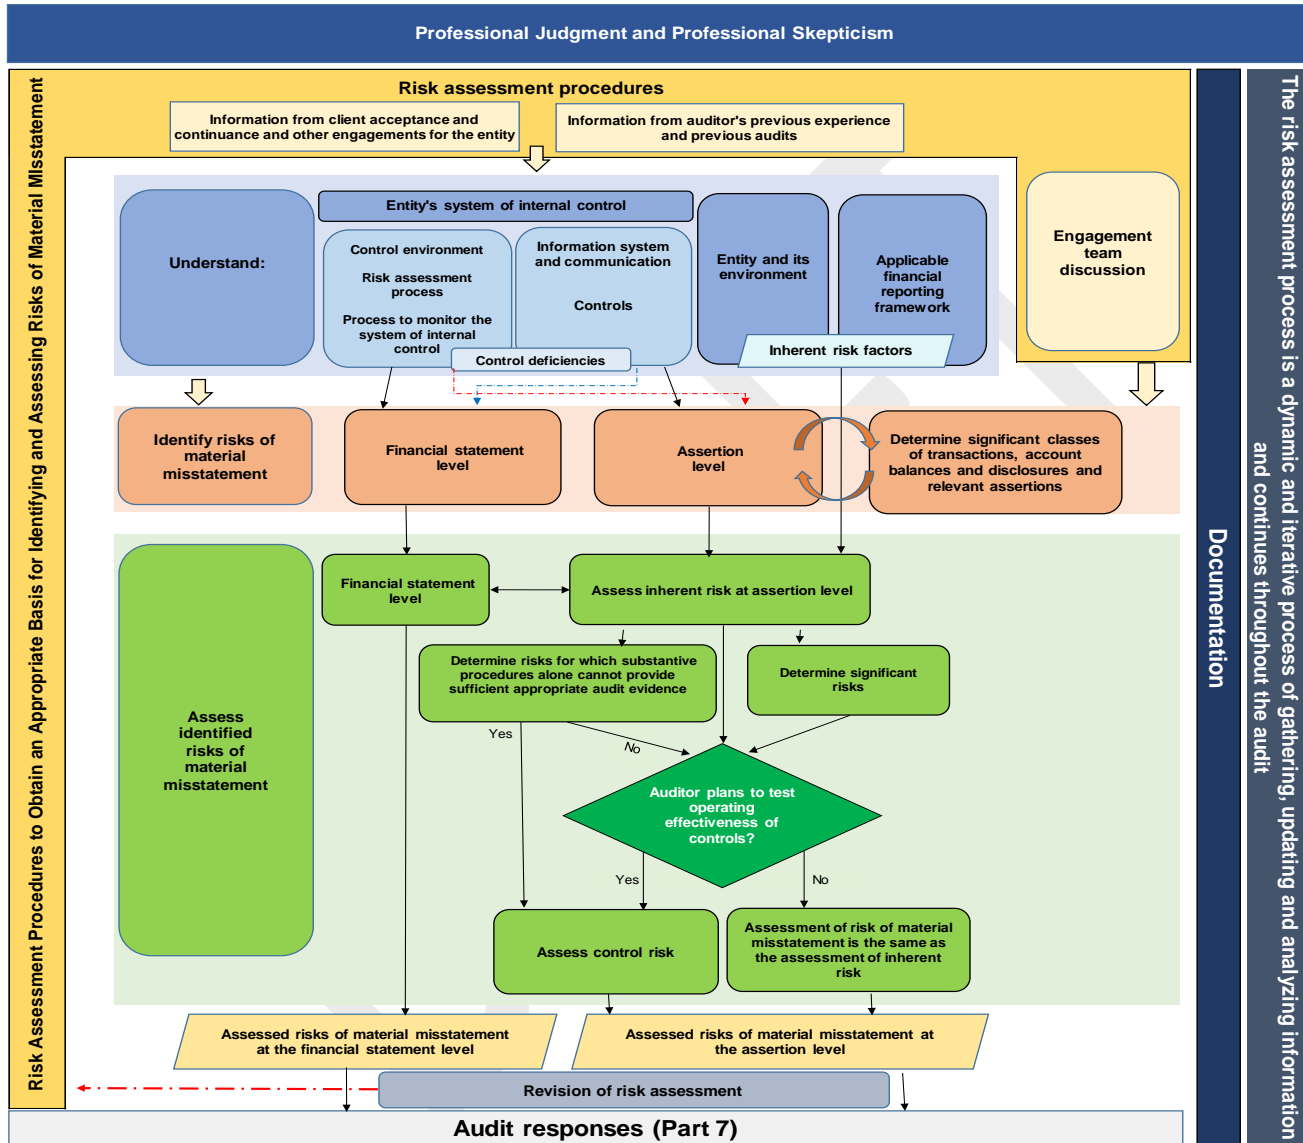 Professional Judgment and Professional Skepticism
Risk Assessment Procedures to Obtain an Appropriate Basis for Identifying and Assessing Risks of Material MIsstatement
Risk assessment procedures
Information from client acceptance and
continuance and other engagements for the entity
Information from auditor's previous experience
and previous audits
Understand:
Entity's system of internal control
Control environment
Risk assessment
process
Process to monitor the
system of internal
control
Information system
and communication
Controls
Control deficiencies
Entity and its
environment
Applicable
financial
reporting
framework
Inherent risk factors
Engagement
team
discussion
Identify risks of
material
misstatement
Financial statement
level
Assertion
level
Determine significant classes
of transactions, account
balances and disclosures and
relevant assertions
Assess
identified
risks of
material
misstatement
Financial statement
level
Assess inherent risk at assertion level
Determine risks for which substantive
procedures alone cannot provide
sufficient appropriate audit evidence
Determine significant
risks
Yes
No
Auditor plans to test
operating
effectiveness of
controls?
Yes
No
Assess control risk
Assessment of risk of material
misstatement is the same as
the assessment of inherent
risk
Assessed risks of material misstatement
at the financial statement level
Assessed risks of material misstatement at
the assertion level
Revision of risk assessment
Audit responses (Part 7)
Documentation
The risk assessment process is a dynamic and iterative process of gathering, updating and analyzing information
and continues throughout the audit